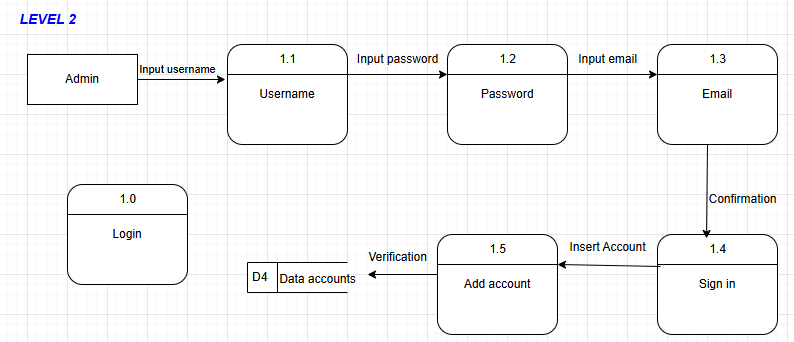 LEVEL 2
Admin
Input username
1.1
Username
Input password
1.2
Password
Input email
1.3
Email
Confirmation
1.0
Login
D4
Data accounts
Verification
1.5
Add account
Insert Account
1.4
Sign in